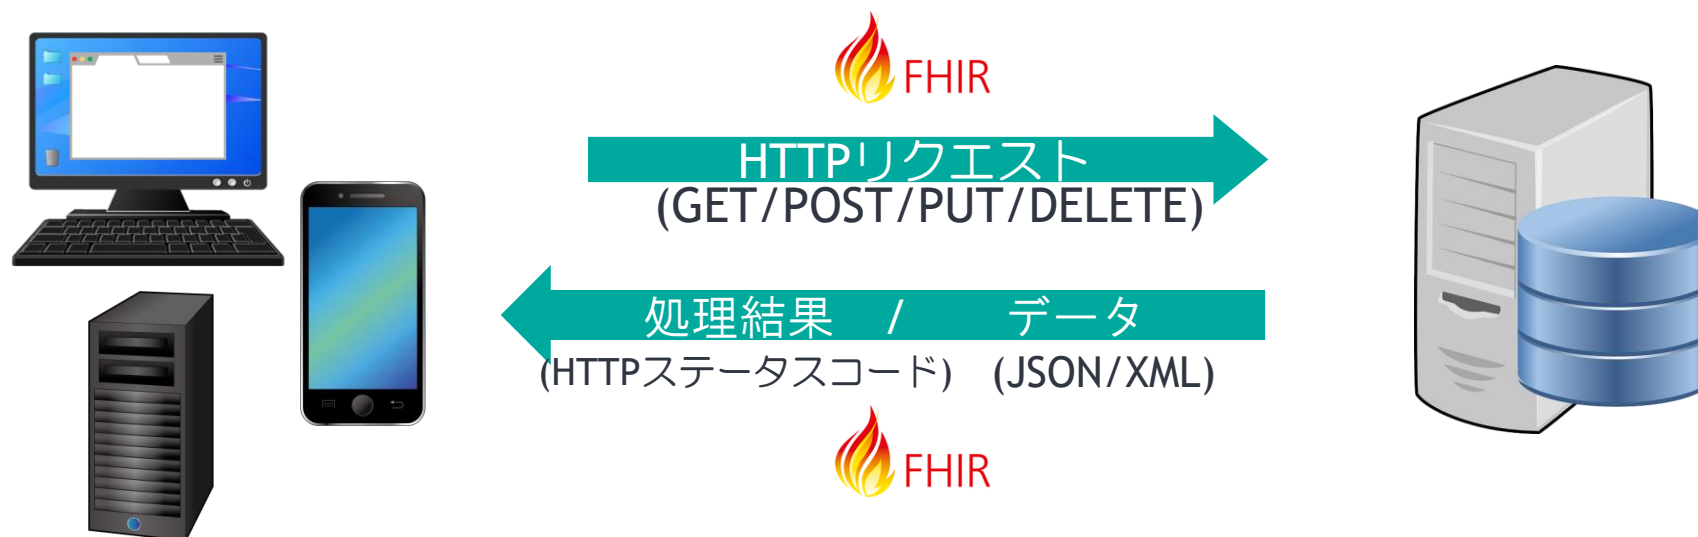 FHIR
HTTPリクエスト
(GET/POST/PUT/DELETE)
処理結果 / データ
(HTTPステータスコード) (JSON/XML)
FHIR